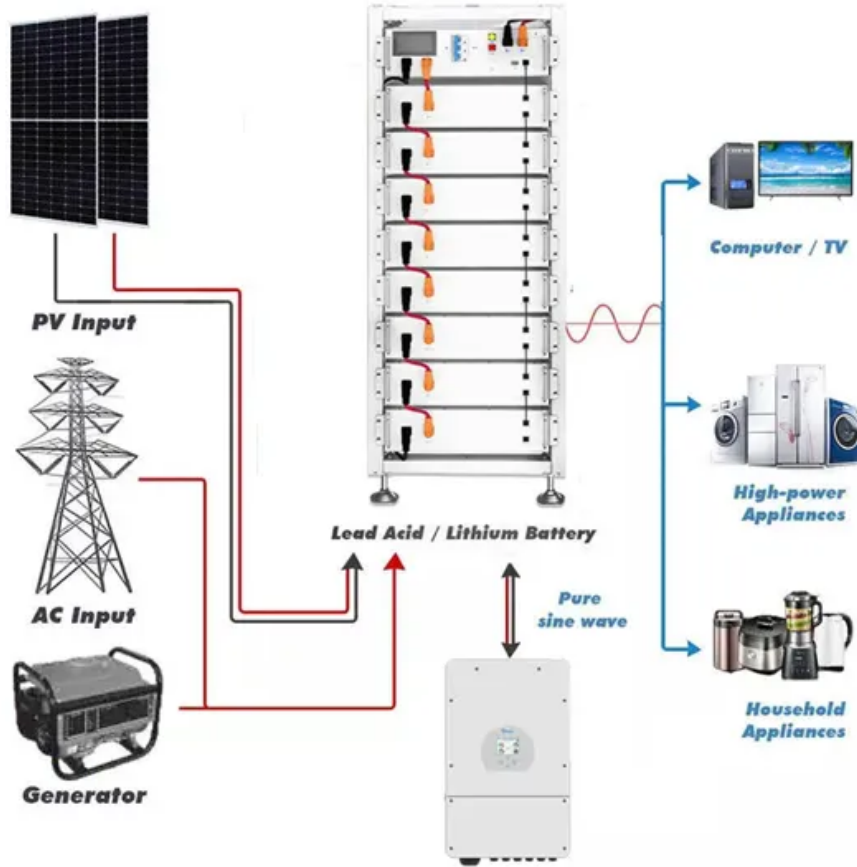 PV Input
Computer / TV
AC Input
High-power
Appliances
Lead Acid / Lithium Battery
Pure
sine wave
Generator
Household
Appliances